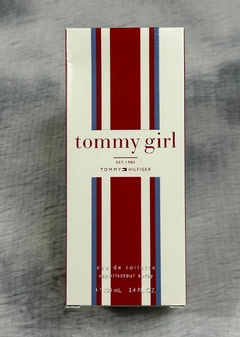 tommy girl
EST. 1985
TOMMY HILFIGER
eau de toilette
vaporisateur spray
100 mL 3.4 FL. OZ.